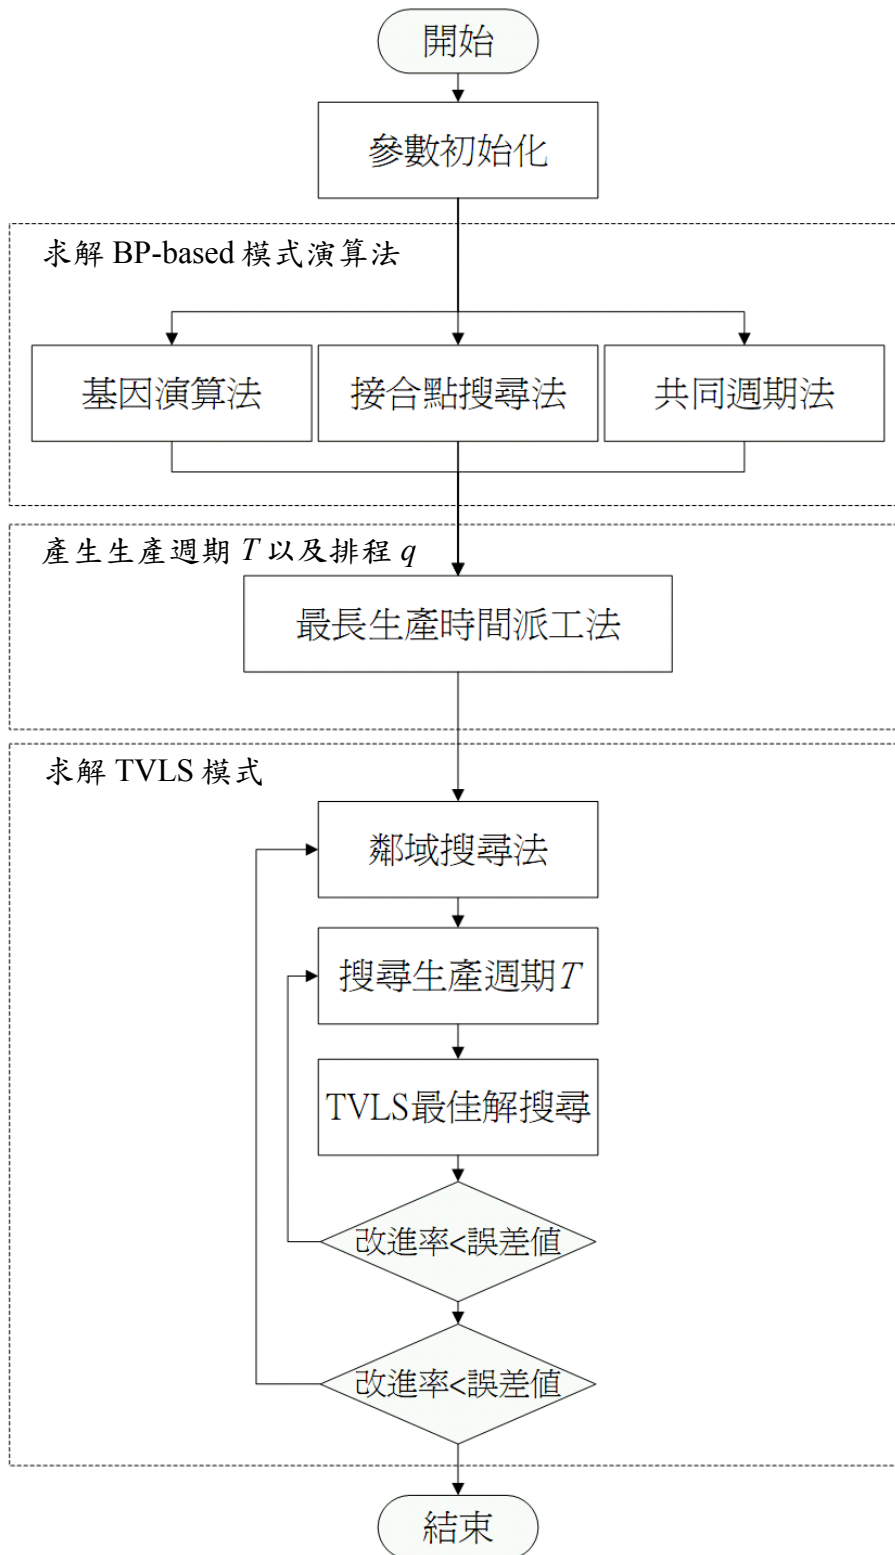 開始
參數初始化
求解 BP-based 模式演算法
基因演算法
接合點搜尋法
共同週期法
產生生產週期 T 以及排程 q
最長生產時間派工法
求解 TVLS 模式
鄰域搜尋法
搜尋生產週期T
TVLS最佳解搜尋
改進率<誤差值
改進率<誤差值
結束